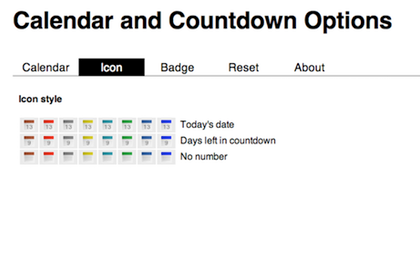 Calendar and Countdown Options
Calendar Icon Badge Reset About
Icon style
13 13 13 13 13 13 13 13 Today's date
9 9 9 9 9 9 9 9 Days left in countdown
No number